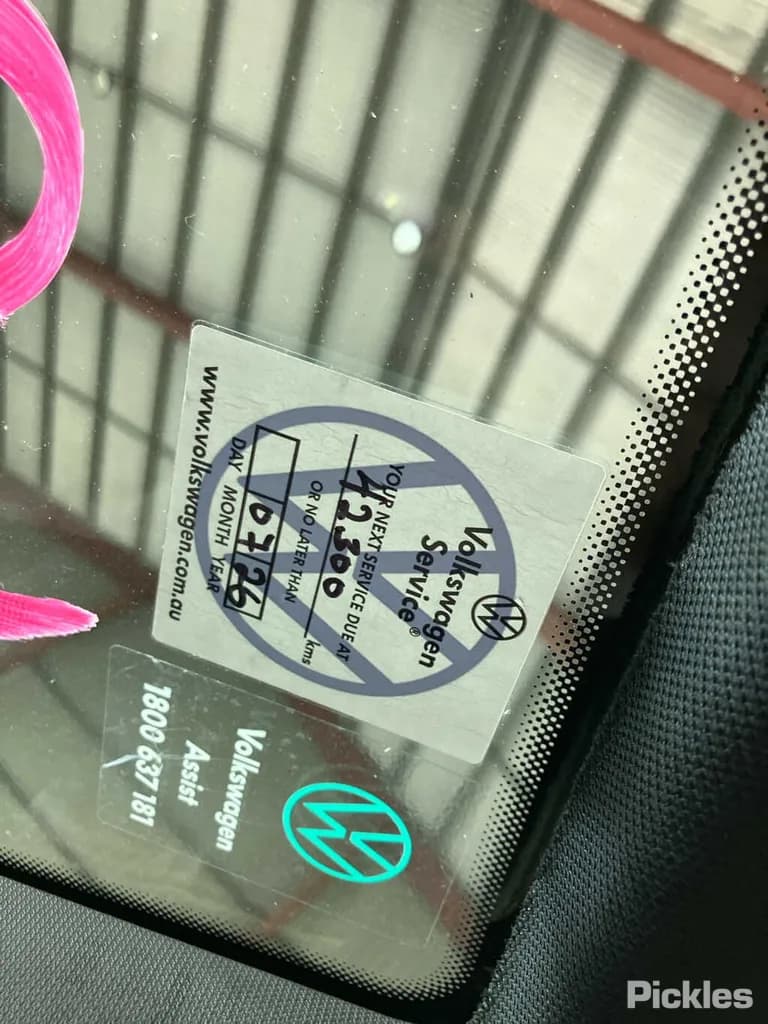 Volkswagen
Service®
YOUR NEXT SERVICE DUE AT
42300 kms
OR NO LATER THAN
07 26
DAY MONTH YEAR
www.volkswagen.com.au
Volkswagen
Assist
1800 637 181
Pickles